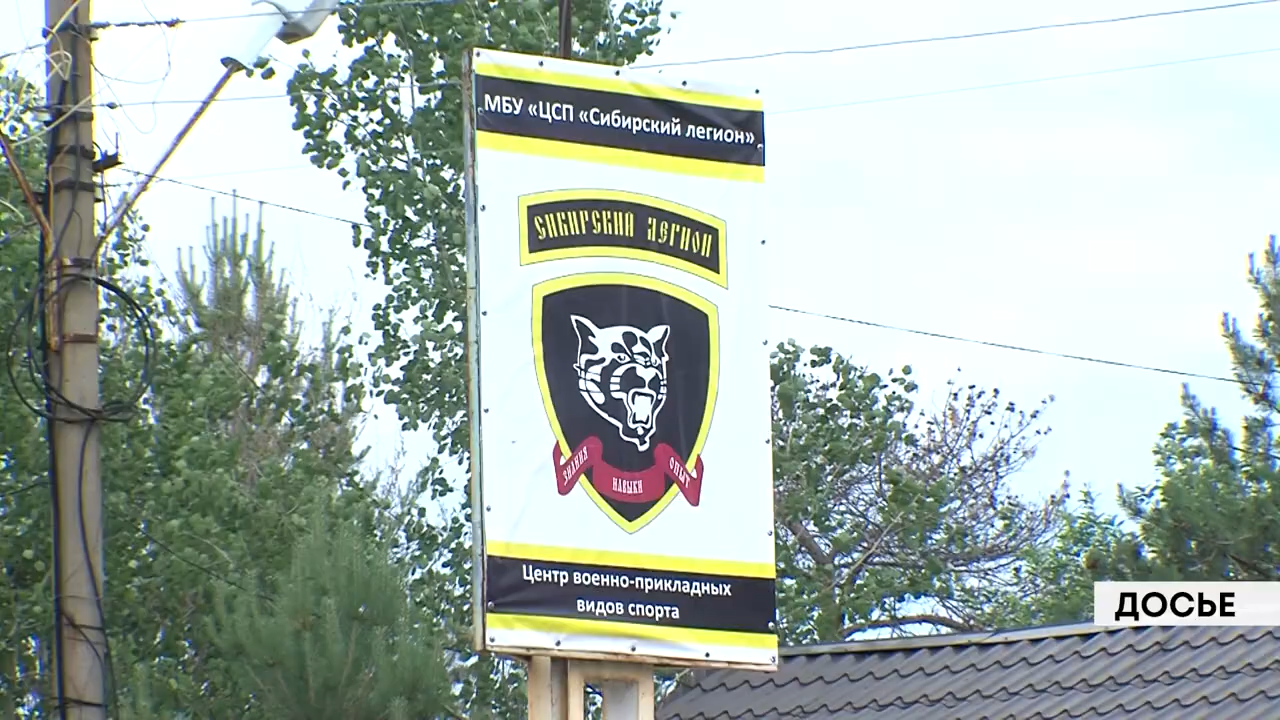 МБУ «ЦСП «Сибирский легион»
СИБИРСКИЙ ЛЕГИОН
ЗНАНИЯ
НАВЫКИ
ОПЫТ
Центр военно-прикладных
видов спорта
ДОСЬЕ